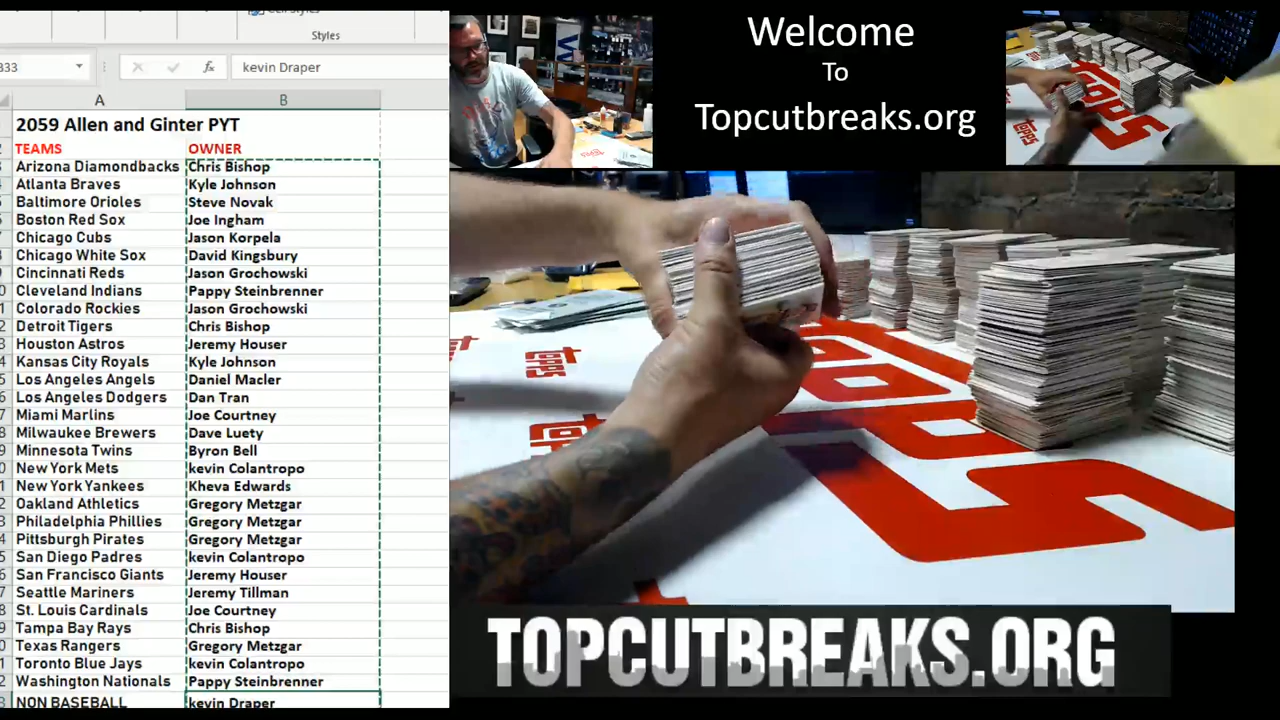 Styles
B33
kevin Draper
A
B
2059 Allen and Ginter PYT
TEAMS OWNER
Arizona Diamondbacks Chris Bishop
Atlanta Braves Kyle Johnson
Baltimore Orioles Steve Novak
Boston Red Sox Joe Ingham
Chicago Cubs Jason Korpela
Chicago White Sox David Kingsbury
Cincinnati Reds Jason Grochowski
Cleveland Indians Pappy Steinbrenner
Colorado Rockies Jason Grochowski
Detroit Tigers Chris Bishop
Houston Astros Jeremy Houser
Kansas City Royals Kyle Johnson
Los Angeles Angels Daniel Macler
Los Angeles Dodgers Dan Tran
Miami Marlins Joe Courtney
Milwaukee Brewers Dave Luety
Minnesota Twins Byron Bell
New York Mets kevin Colantropo
New York Yankees Kheva Edwards
Oakland Athletics Gregory Metzgar
Philadelphia Phillies Gregory Metzgar
Pittsburgh Pirates Gregory Metzgar
San Diego Padres kevin Colantropo
San Francisco Giants Jeremy Houser
Seattle Mariners Jeremy Tillman
St. Louis Cardinals Joe Courtney
Tampa Bay Rays Chris Bishop
Texas Rangers Gregory Metzgar
Toronto Blue Jays kevin Colantropo
Washington Nationals Pappy Steinbrenner
NON BASEBALL kevin Draper
Welcome
To
Topcutbreaks.org
topps
topps
topps
topps
topps
TOPCUTBREAKS.ORG